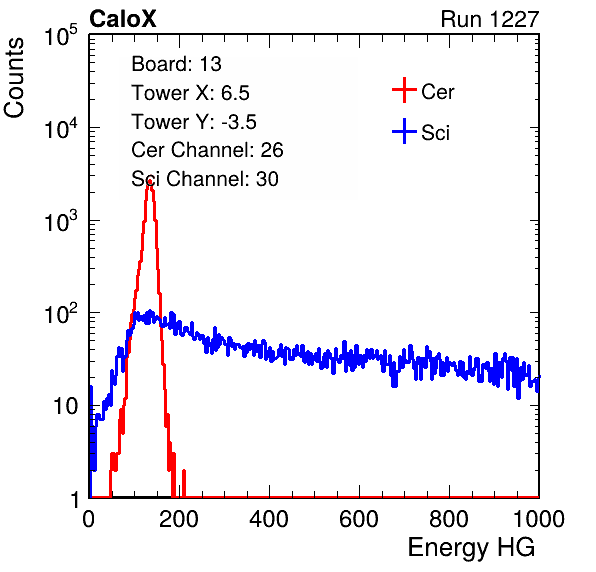 CaloX Run 1227
10^5
10^4
10^3
10^2
10
1
Counts
Board: 13
Tower X: 6.5
Tower Y: -3.5
Cer Channel: 26
Sci Channel: 30
Cer
Sci
0 200 400 600 800 1000
Energy HG